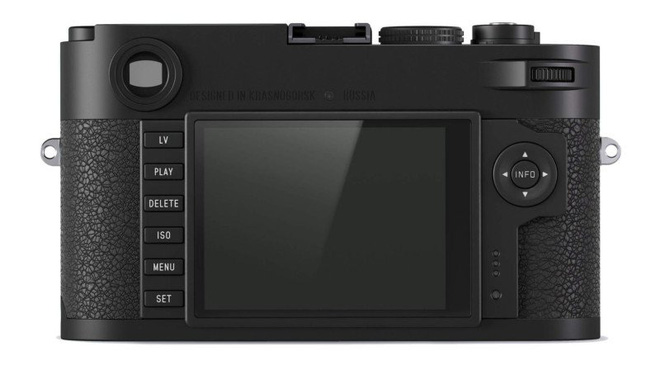 DESIGNED IN KRASNOGORSK RUSSIA
LV
PLAY
DELETE
ISO
MENU
SET
INFO